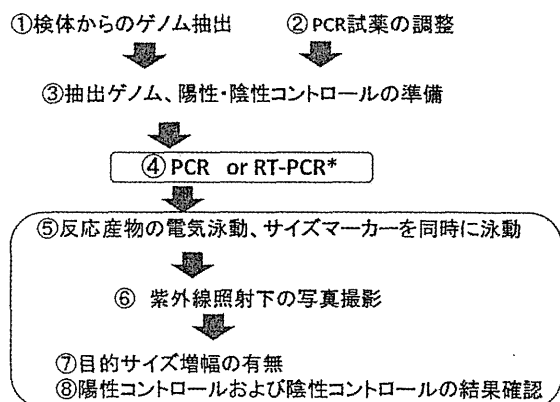 ①検体からのゲノム抽出 ②PCR試薬の調整
③抽出ゲノム、陽性・陰性コントロールの準備
④PCR or RT-PCR*
⑤反応産物の電気泳動、サイズマーカーを同時に泳動
⑥ 紫外線照射下の写真撮影
⑦目的サイズ増幅の有無
⑧陽性コントロールおよび陰性コントロールの結果確認